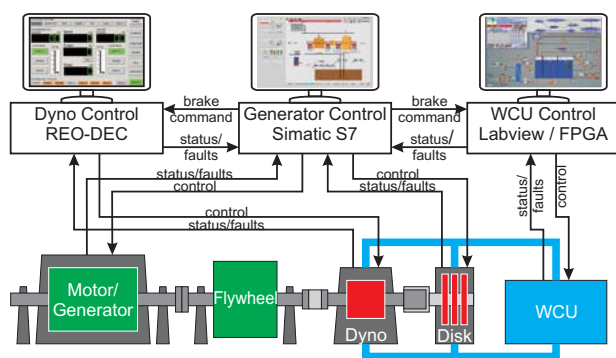 Dyno Control
REO-DEC
brake
command
status/
faults
Generator Control
Simatic S7
brake
command
status/
faults
WCU Control
Labview / FPGA
status/faults
control
control
status/faults
control
status/faults
status/
faults
control
Motor/
Generator
Flywheel
Dyno
Disk
WCU